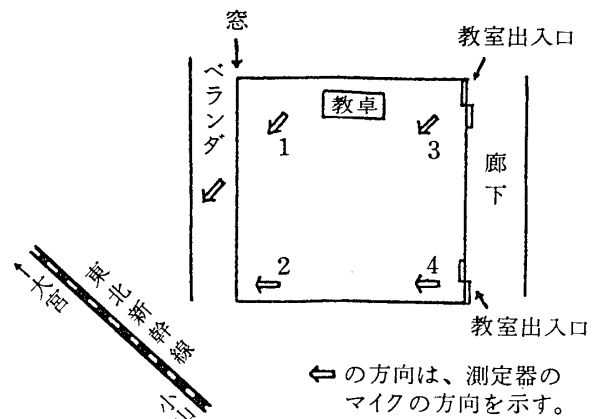 窓
教室出入口
ベランダ
教卓
1
3
廊下
2
4
大宮
東北新幹線
小山
教室出入口
⇦の方向は、測定器の
マイクの方向を示す。